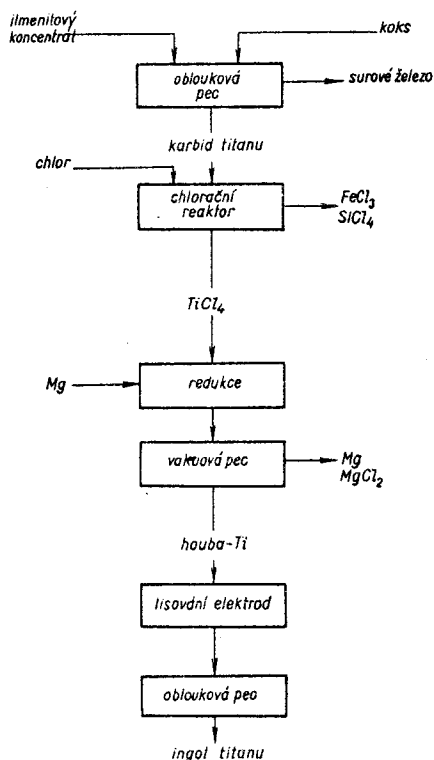 ilmenitový
koncentrát
koks
oblouková
pec
surové železo
karbid titanu
chlor
chlorační
reaktor
FeCl3
SiCl4
TiCl4
Mg
redukce
vakuová pec
Mg
MgCl2
houba-Ti
lisování elektrod
oblouková pec
ingot titanu